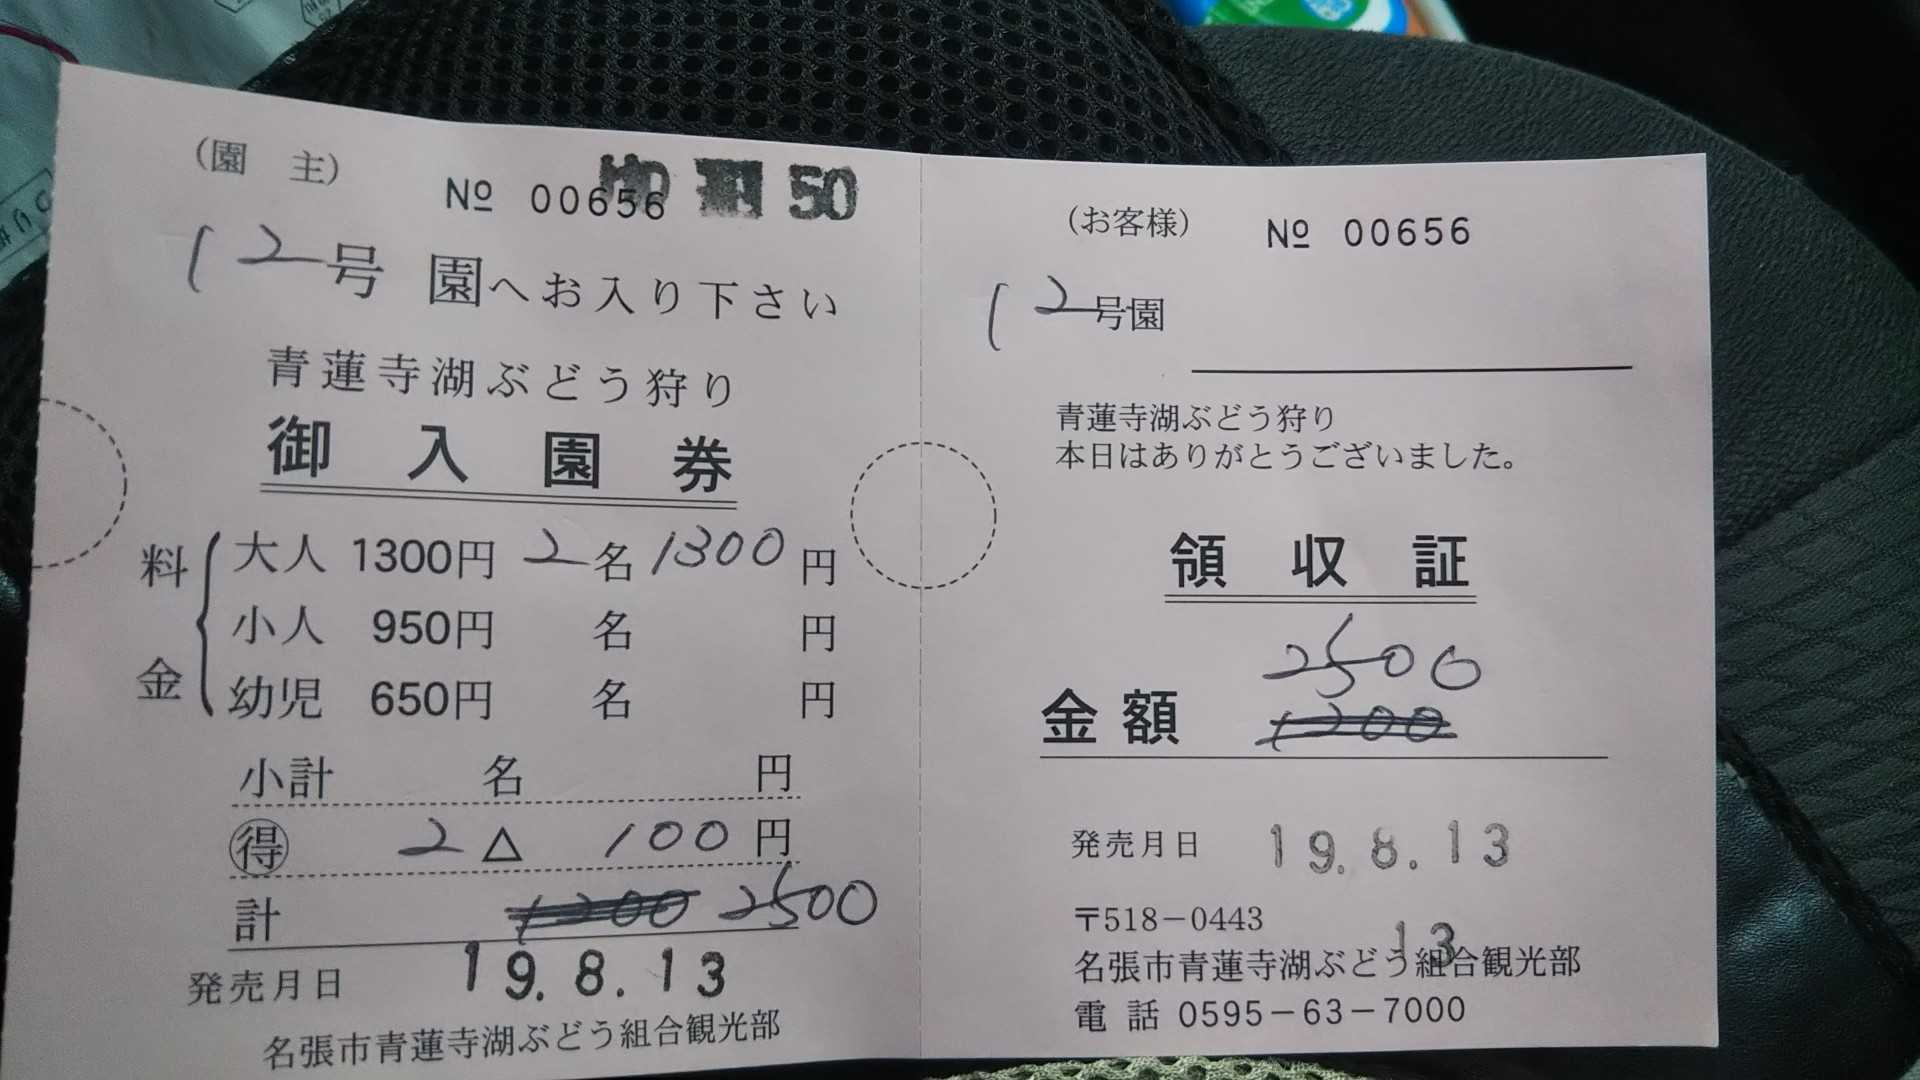 (園 主)
№ 00656 50
12号 園へお入り下さい
青蓮寺湖ぶどう狩り
御入園券
料金
大人 1300円 2名 1300円
小人 950円 名 円
幼児 650円 名 円
小計 名 円
得 2△ 100円
計 1200 2500
発売月日 19.8.13
名張市青蓮寺湖ぶどう組合観光部
(お客様) № 00656
12号園
青蓮寺湖ぶどう狩り
本日はありがとうございました。
領収証
2500
金額 1200
発売月日 19.8.13
〒518-0443
13
名張市青蓮寺湖ぶどう組合観光部
電話 0595-63-7000